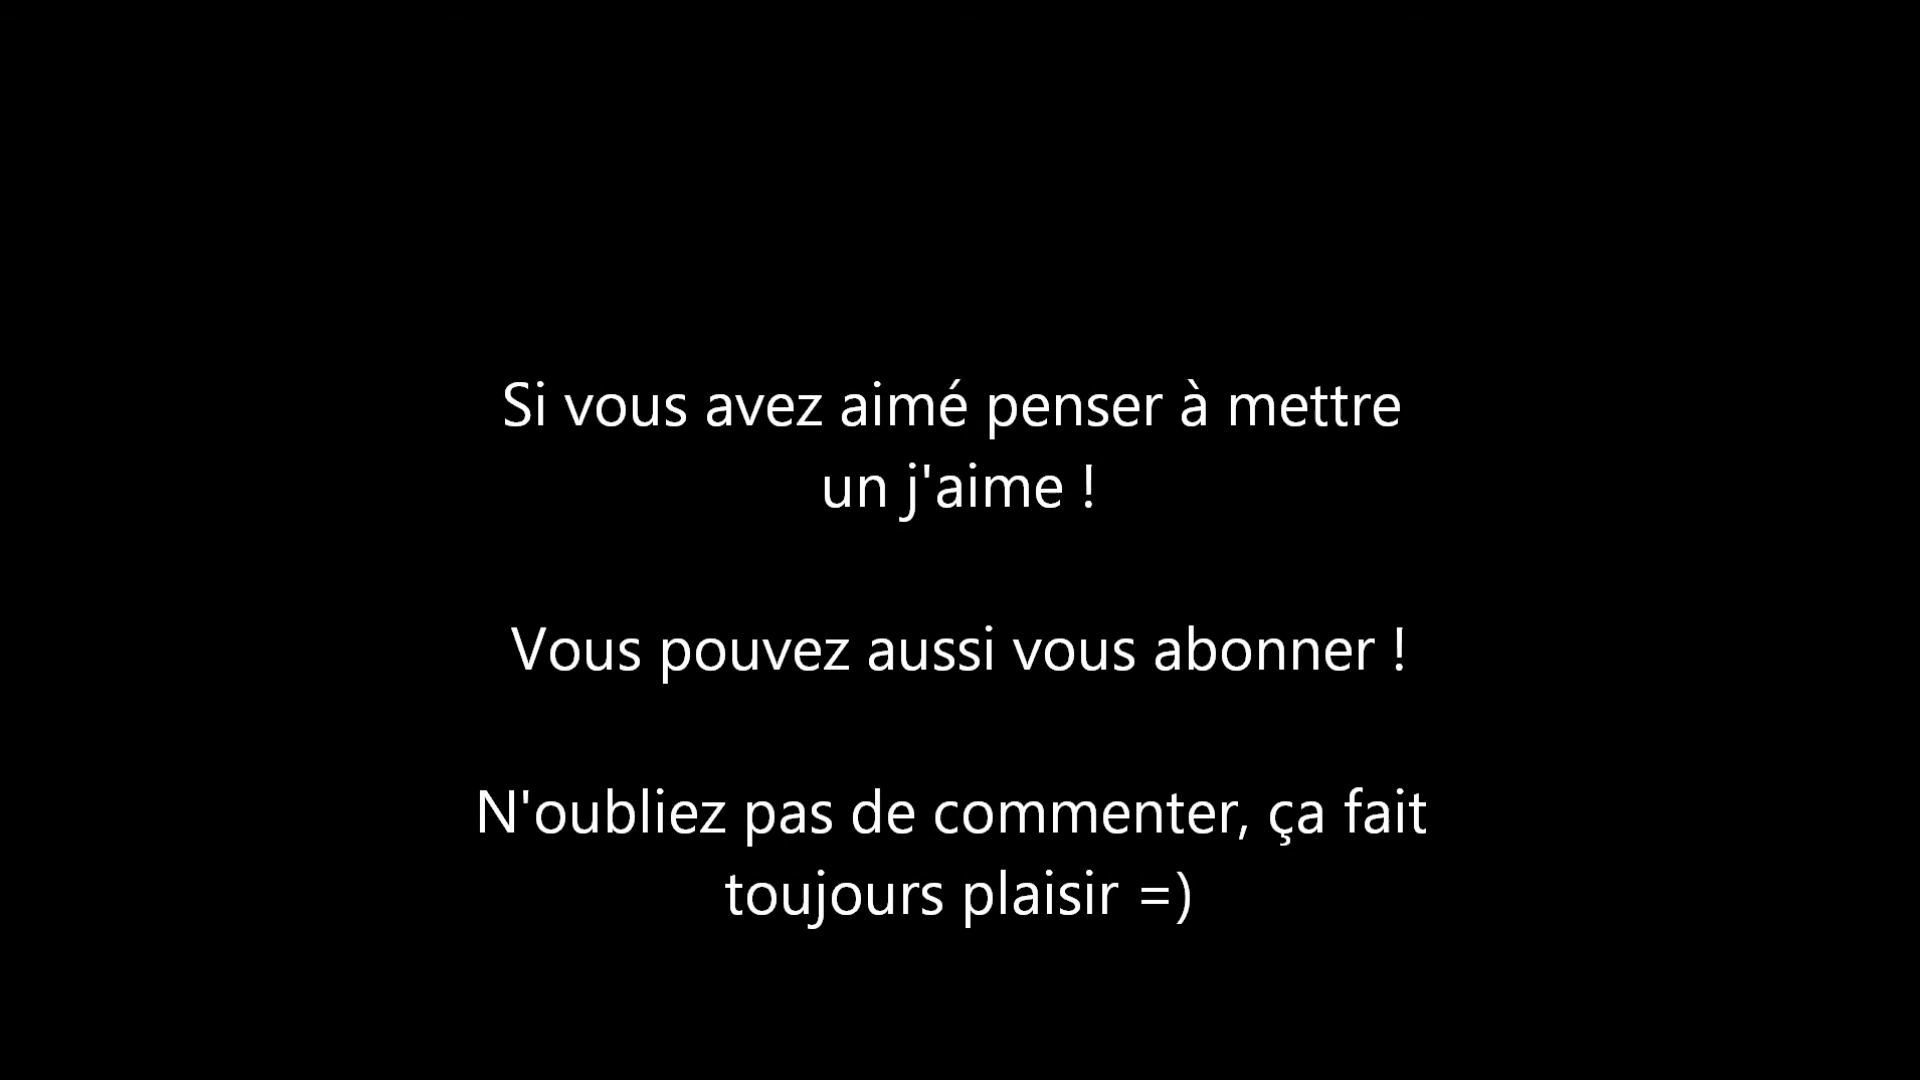 Si vous avez aimé penser à mettre
un j'aime !
Vous pouvez aussi vous abonner !
N'oubliez pas de commenter, ça fait
toujours plaisir =)